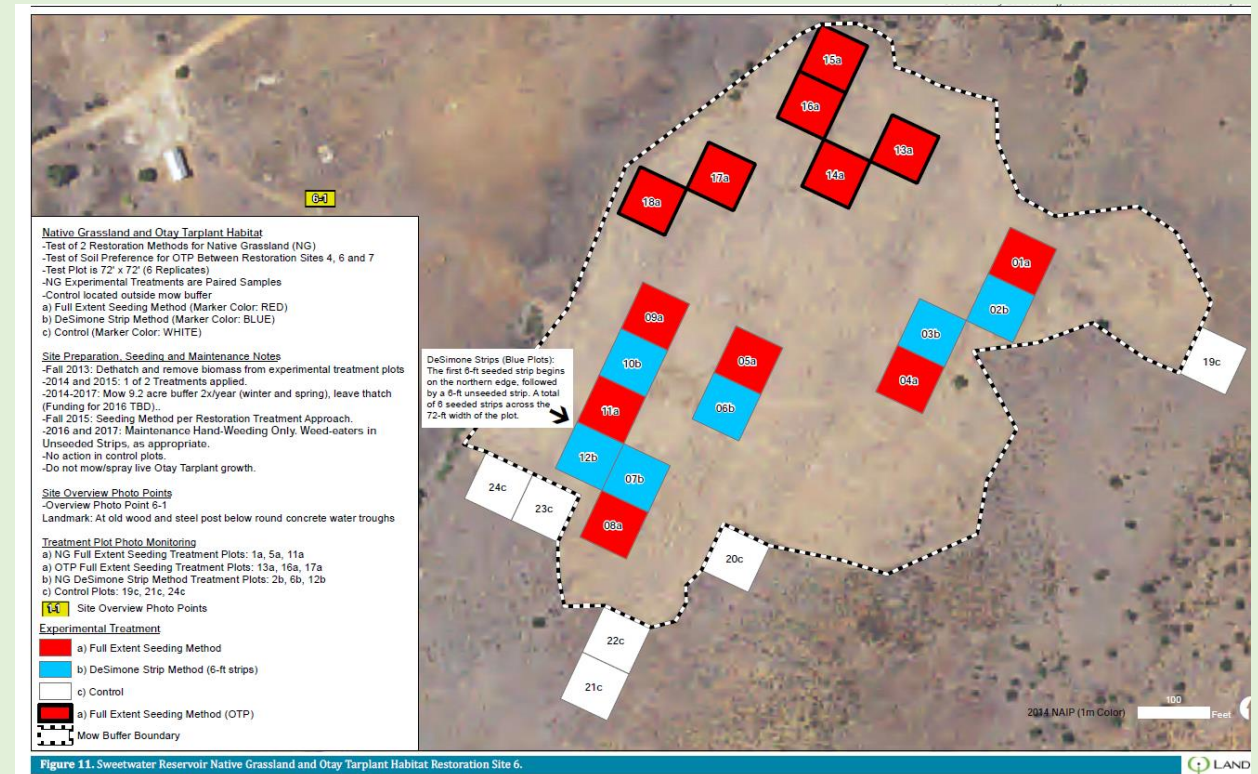 15a
16a
13a
14a
17a
18a
6-1
01a
02b
03b
04a
09a
10b
05a
06b
11a
12b
07b
08a
19c
24c
23c
20c
22c
21c
Native Grassland and Otay Tarplant Habitat
-Test of 2 Restoration Methods for Native Grassland (NG)
-Test of Soil Preference for OTP Between Restoration Sites 4, 6 and 7
-Test Plot is 72' x 72' (6 Replicates)
-NG Experimental Treatments are Paired Samples
-Control located outside mow buffer
a) Full Extent Seeding Method (Marker Color: RED)
b) DeSimone Strip Method (Marker Color: BLUE)
c) Control (Marker Color: WHITE)
Site Preparation, Seeding and Maintenance Notes
-Fall 2013: Dethatch and remove biomass from experimental treatment plots
-2014 and 2015: 1 of 2 Treatments applied.
-2014-2017: Mow 9.2 acre buffer 2x/year (winter and spring), leave thatch
(Funding for 2016 TBD)..
-Fall 2015: Seeding Method per Restoration Treatment Approach.
-2016 and 2017: Maintenance Hand-Weeding Only. Weed-eaters in
Unseeded Strips, as appropriate.
-No action in control plots.
-Do not mow/spray live Otay Tarplant growth.
Site Overview Photo Points
-Overview Photo Point 6-1
Landmark: At old wood and steel post below round concrete water troughs
Treatment Plot Photo Monitoring
a) NG Full Extent Seeding Treatment Plots: 1a, 5a, 11a
a) OTP Full Extent Seeding Treatment Plots: 13a, 16a, 17a
b) NG DeSimone Strip Method Treatment Plots: 2b, 6b, 12b
c) Control Plots: 19c, 21c, 24c
1-1 Site Overview Photo Points
Experimental Treatment
a) Full Extent Seeding Method
b) DeSimone Strip Method (6-ft strips)
c) Control
a) Full Extent Seeding Method (OTP)
Mow Buffer Boundary
DeSimone Strips (Blue Plots):
The first 6-ft seeded strip begins
on the northern edge, followed
by a 6-ft unseeded strip. A total
of 6 seeded strips across the
72-ft width of the plot.
2014 NAIP (1m Color)
100
Feet
Figure 11. Sweetwater Reservoir Native Grassland and Otay Tarplant Habitat Restoration Site 6.
LAND